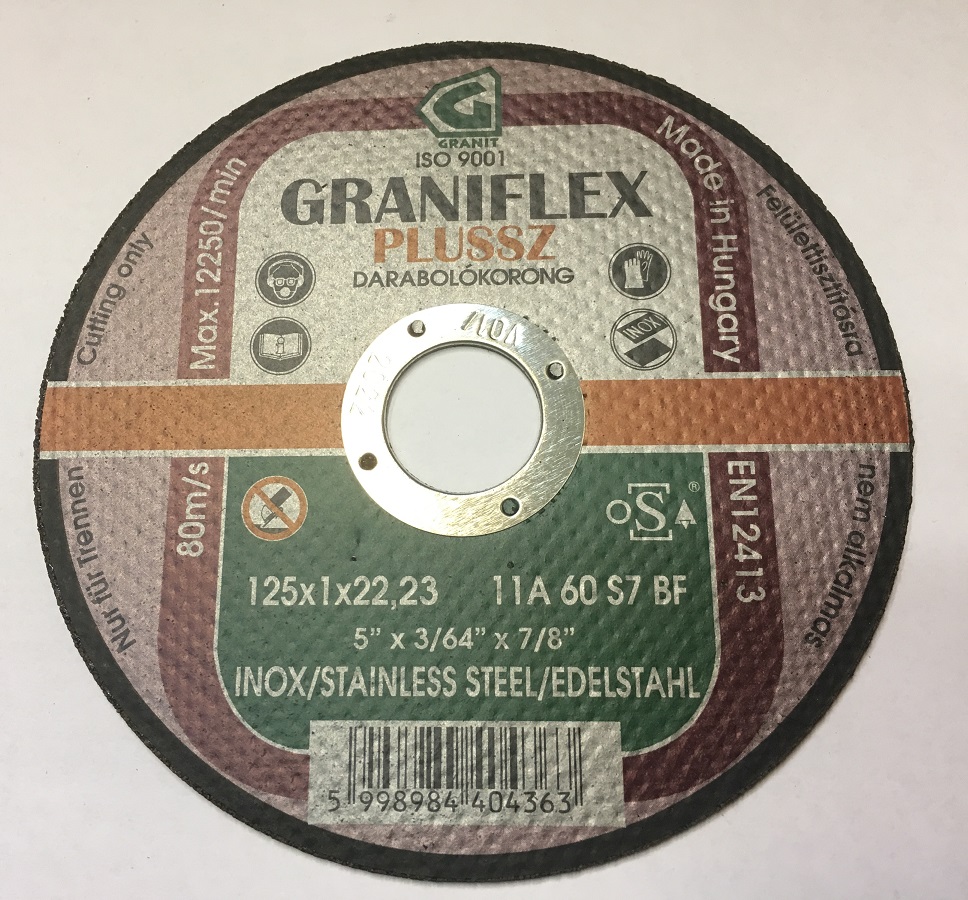 GRANIT
ISO 9001
GRANIFLEX
PLUSSZ
DARABOLÓKORONG
Max.12250/min
Made in Hungary
Cutting only
Felülettisztításra
INOX
V017
80m/s
EN12413
Nur für Trennen
nem alkalmas
oSa®
125x1x22,23 11A 60 S7 BF
5" x 3/64" x 7/8"
INOX/STAINLESS STEEL/EDELSTAHL
5 998984 404363